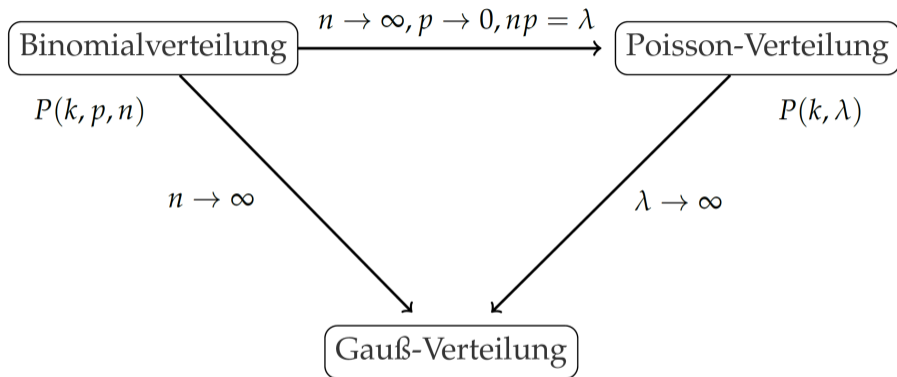 n → ∞, p → 0, np = λ
Binomialverteilung
Poisson-Verteilung
P(k, p, n)
P(k, λ)
n → ∞
λ → ∞
Gauß-Verteilung